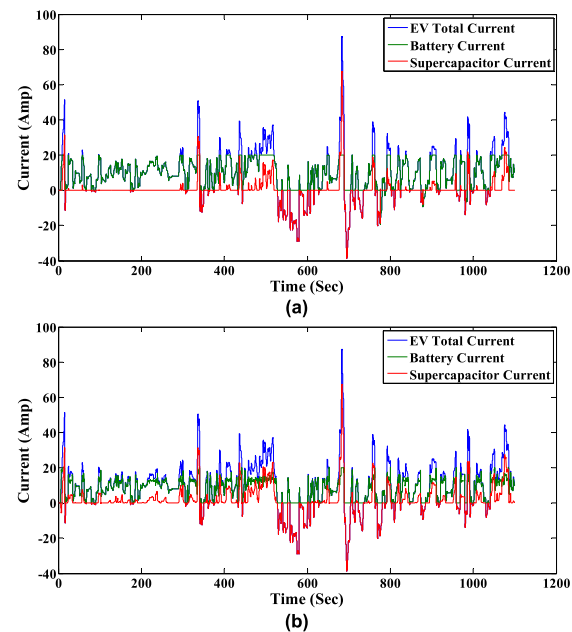 (a)
100
80
60
40
20
0
-20
-40
Current (Amp)
EV Total Current
Battery Current
Supercapacitor Current
0 200 400 600 800 1000 1200
Time (Sec)
100
80
60
40
20
0
-20
-40
Current (Amp)
EV Total Current
Battery Current
Supercapacitor Current
0 200 400 600 800 1000 1200
Time (Sec)
(b)